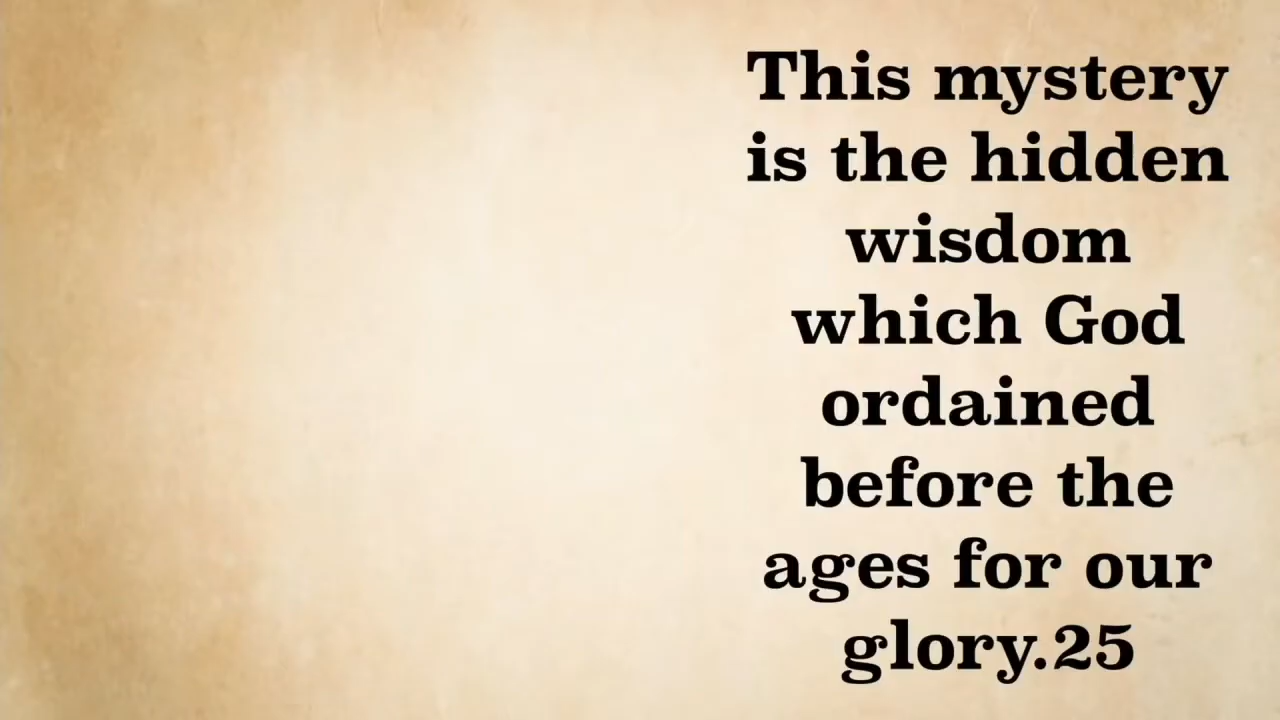 This mystery
is the hidden
wisdom
which God
ordained
before the
ages for our
glory.25